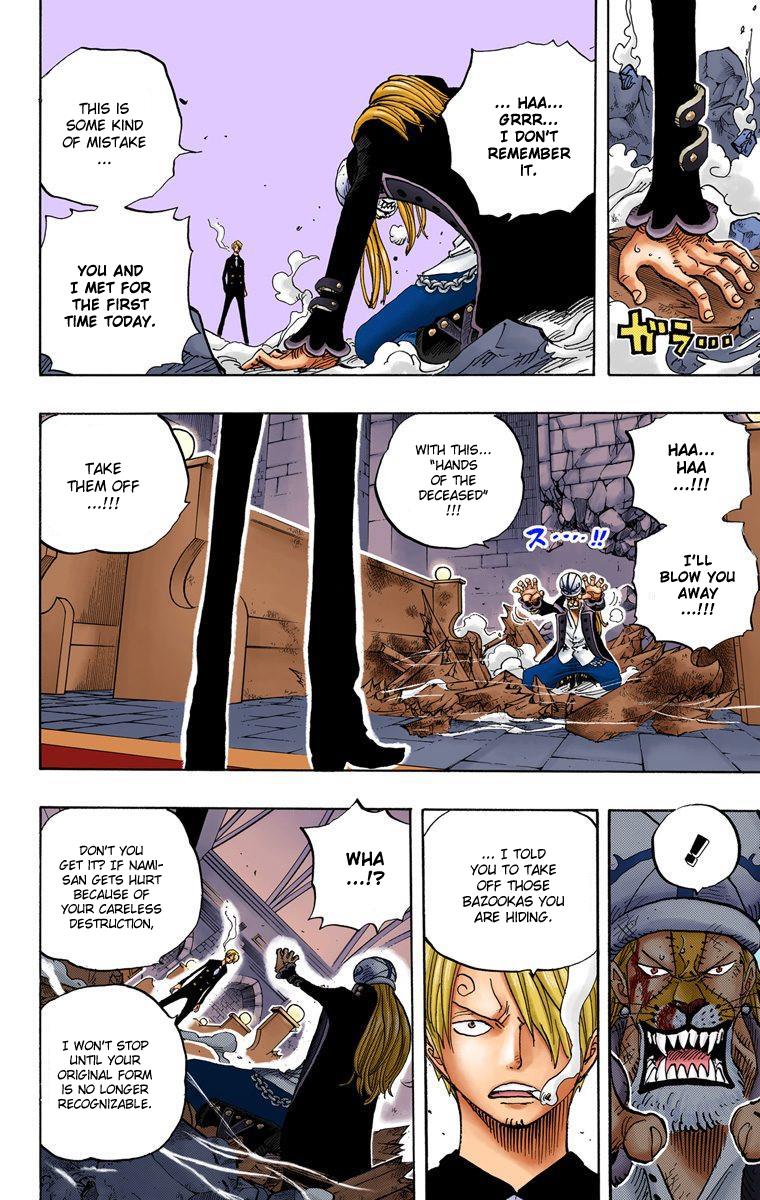 ガラ...
... HAA...
GRRR...
I DON'T
REMEMBER
IT.
THIS IS
SOME KIND
OF MISTAKE
...
YOU AND
I MET FOR
THE FIRST
TIME TODAY.
HAA...
HAA
...!!!
I'LL
BLOW YOU
AWAY
...!!!
WITH THIS...
"HANDS
OF THE
DECEASED"
!!!
ス....!!
TAKE
THEM OFF
...!!!
!
... I TOLD
YOU TO
TAKE OFF
THOSE
BAZOOKAS
YOU ARE
HIDING.
WHA
...!?
DON'T YOU
GET IT? IF NAMI-
SAN GETS HURT
BECAUSE OF
YOUR CARELESS
DESTRUCTION,
I WON'T STOP
UNTIL YOUR
ORIGINAL FORM
IS NO LONGER
RECOGNIZABLE.